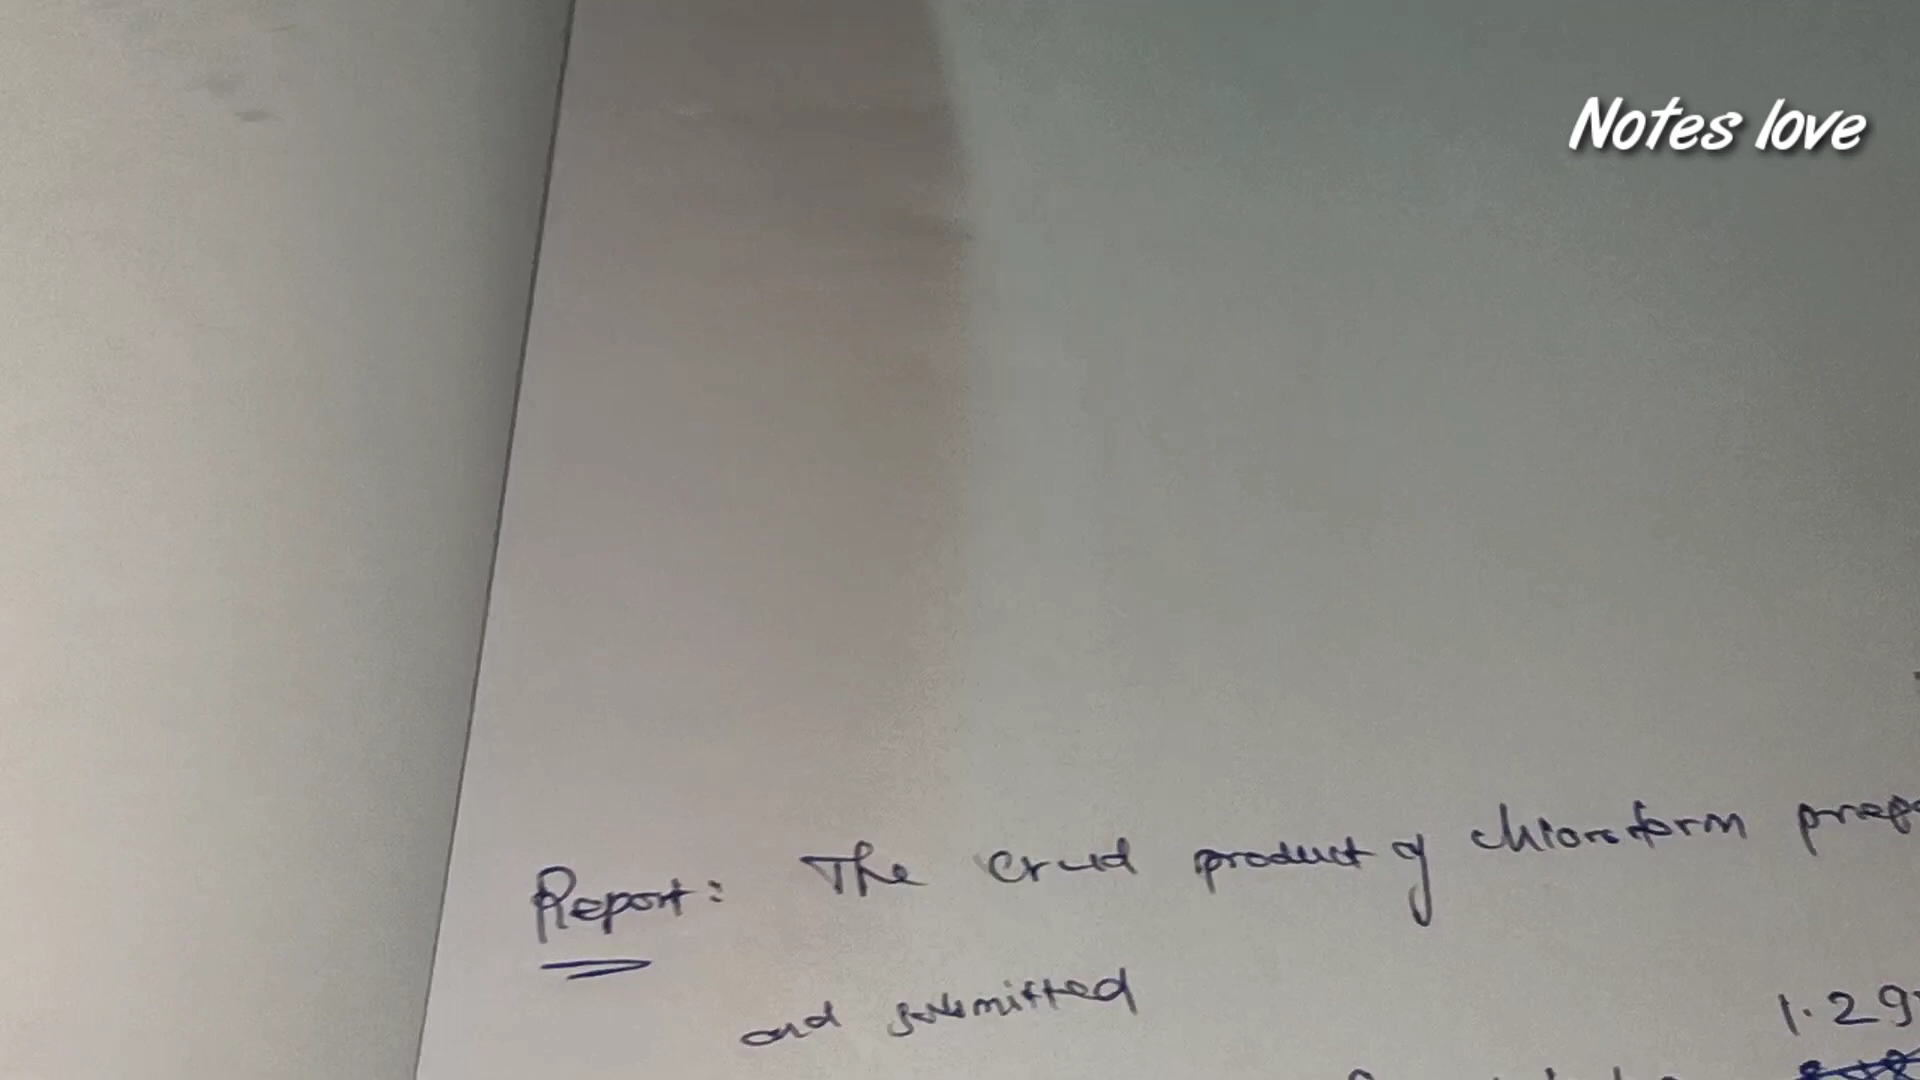 Notes love
Report: The crud product of chloroform
and submitted
1.29